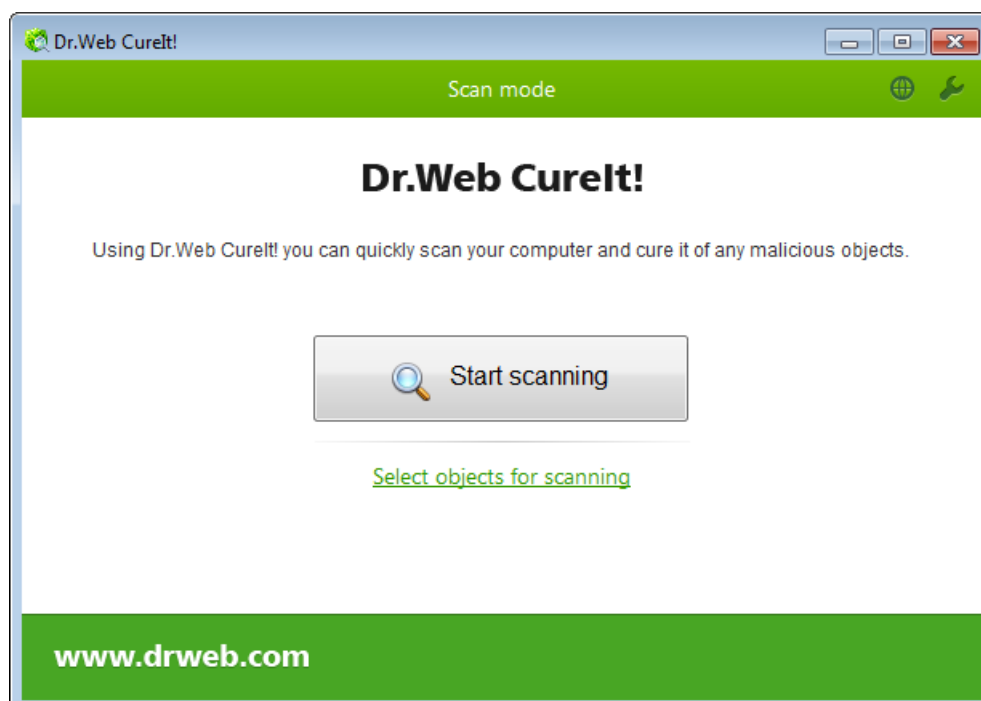 Dr.Web CureIt!
Scan mode
Dr.Web CureIt!
Using Dr.Web CureIt! you can quickly scan your computer and cure it of any malicious objects.
Start scanning
Select objects for scanning
www.drweb.com